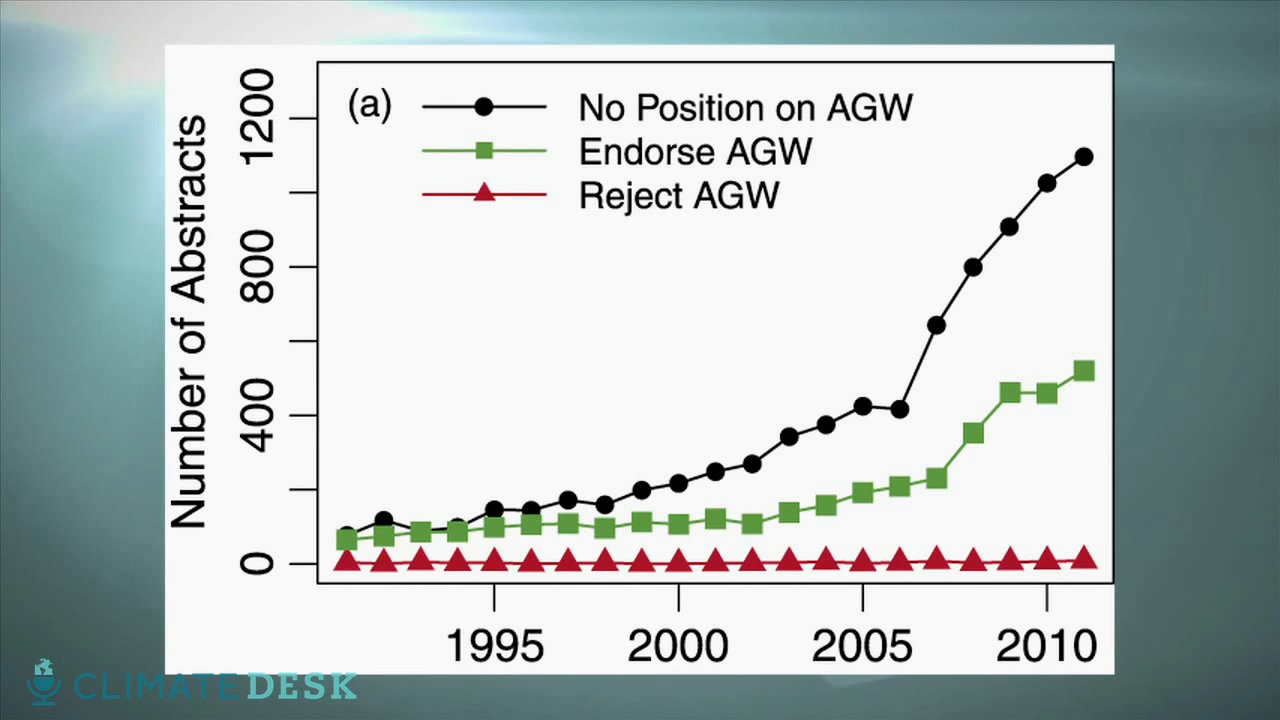 (a)
No Position on AGW
Endorse AGW
Reject AGW
Number of Abstracts
1200
800
400
0
1995 2000 2005 2010
CLIMATE DESK